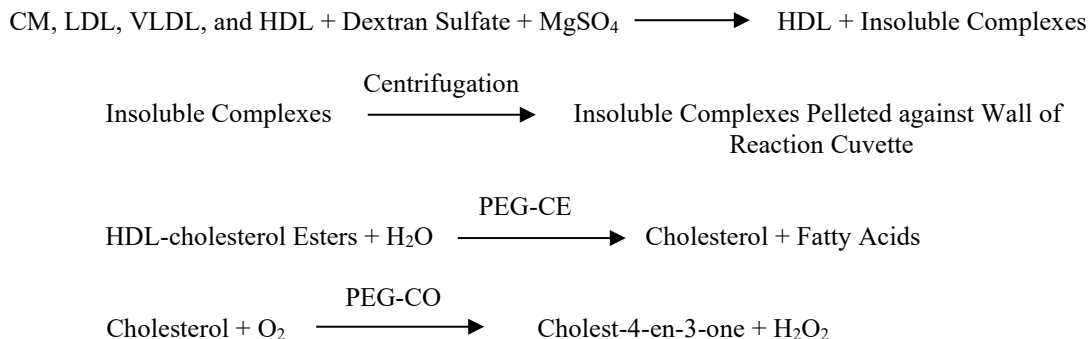 CM, LDL, VLDL, and HDL + Dextran Sulfate + MgSO₄ HDL + Insoluble Complexes
Centrifugation
Insoluble Complexes Insoluble Complexes Pelleted against Wall of
Reaction Cuvette
PEG-CE
HDL-cholesterol Esters + H₂O Cholesterol + Fatty Acids
PEG-CO
Cholesterol + O₂ Cholest-4-en-3-one + H₂O₂